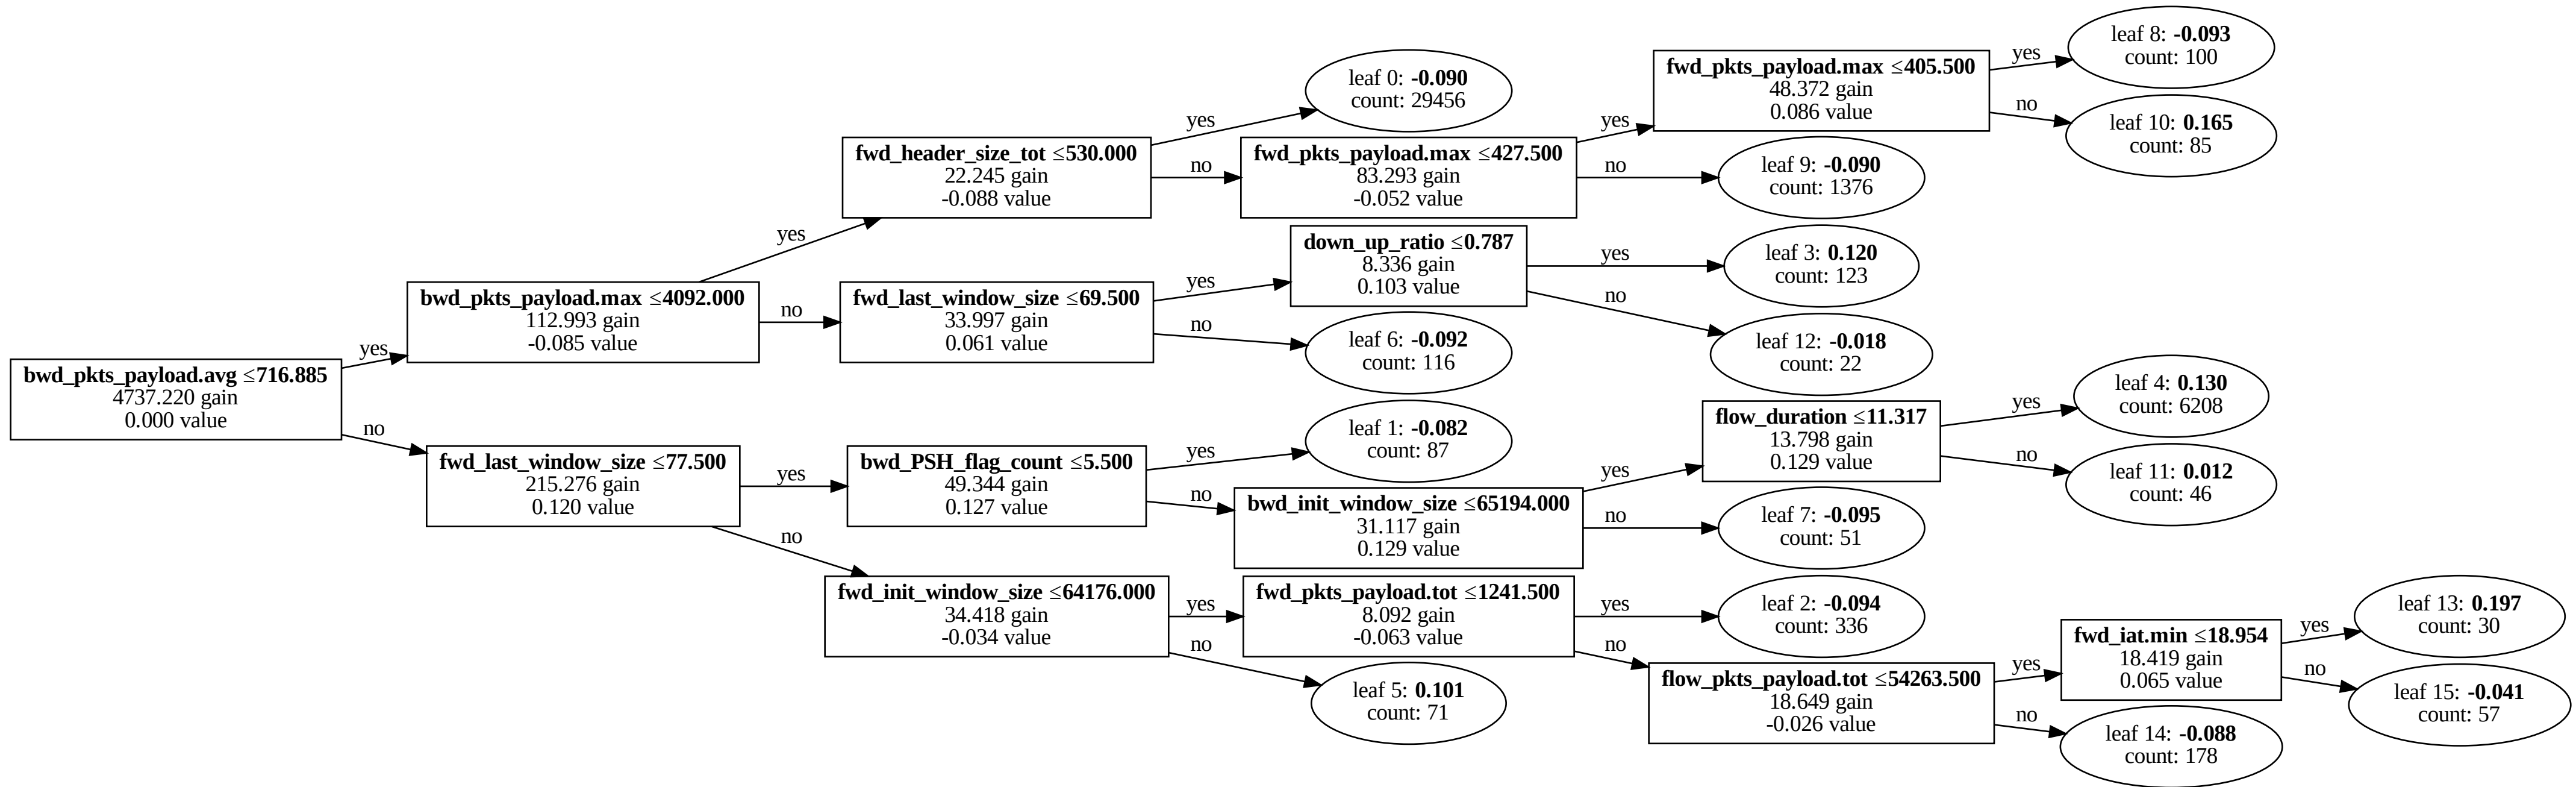 bwd_pkts_payload.avg ≤716.885
4737.220 gain
0.000 value
yes
no
bwd_pkts_payload.max ≤4092.000
112.993 gain
-0.085 value
yes
no
fwd_header_size_tot ≤530.000
22.245 gain
-0.088 value
yes
no
leaf 0: -0.090
count: 29456
fwd_pkts_payload.max ≤427.500
83.293 gain
-0.052 value
yes
no
fwd_pkts_payload.max ≤405.500
48.372 gain
0.086 value
yes
no
leaf 8: -0.093
count: 100
leaf 10: 0.165
count: 85
leaf 9: -0.090
count: 1376
fwd_last_window_size ≤69.500
33.997 gain
0.061 value
yes
no
down_up_ratio ≤0.787
8.336 gain
0.103 value
yes
no
leaf 3: 0.120
count: 123
leaf 12: -0.018
count: 22
leaf 6: -0.092
count: 116
fwd_last_window_size ≤77.500
215.276 gain
0.120 value
yes
no
bwd_PSH_flag_count ≤5.500
49.344 gain
0.127 value
yes
no
leaf 1: -0.082
count: 87
bwd_init_window_size ≤65194.000
31.117 gain
0.129 value
yes
no
flow_duration ≤11.317
13.798 gain
0.129 value
yes
no
leaf 4: 0.130
count: 6208
leaf 11: 0.012
count: 46
leaf 7: -0.095
count: 51
fwd_init_window_size ≤64176.000
34.418 gain
-0.034 value
yes
no
fwd_pkts_payload.tot ≤1241.500
8.092 gain
-0.063 value
yes
no
leaf 2: -0.094
count: 336
flow_pkts_payload.tot ≤54263.500
18.649 gain
-0.026 value
yes
no
fwd_iat.min ≤18.954
18.419 gain
0.065 value
yes
no
leaf 13: 0.197
count: 30
leaf 15: -0.041
count: 57
leaf 14: -0.088
count: 178
leaf 5: 0.101
count: 71